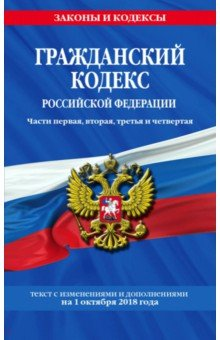 ЗАКОНЫ И КОДЕКСЫ
ГРАЖДАНСКИЙ
КОДЕКС
РОССИЙСКОЙ ФЕДЕРАЦИИ
Части первая, вторая, третья и четвертая
ТЕКСТ С ИЗМЕНЕНИЯМИ И ДОПОЛНЕНИЯМИ
НА 1 ОКТЯБРЯ 2018 ГОДА